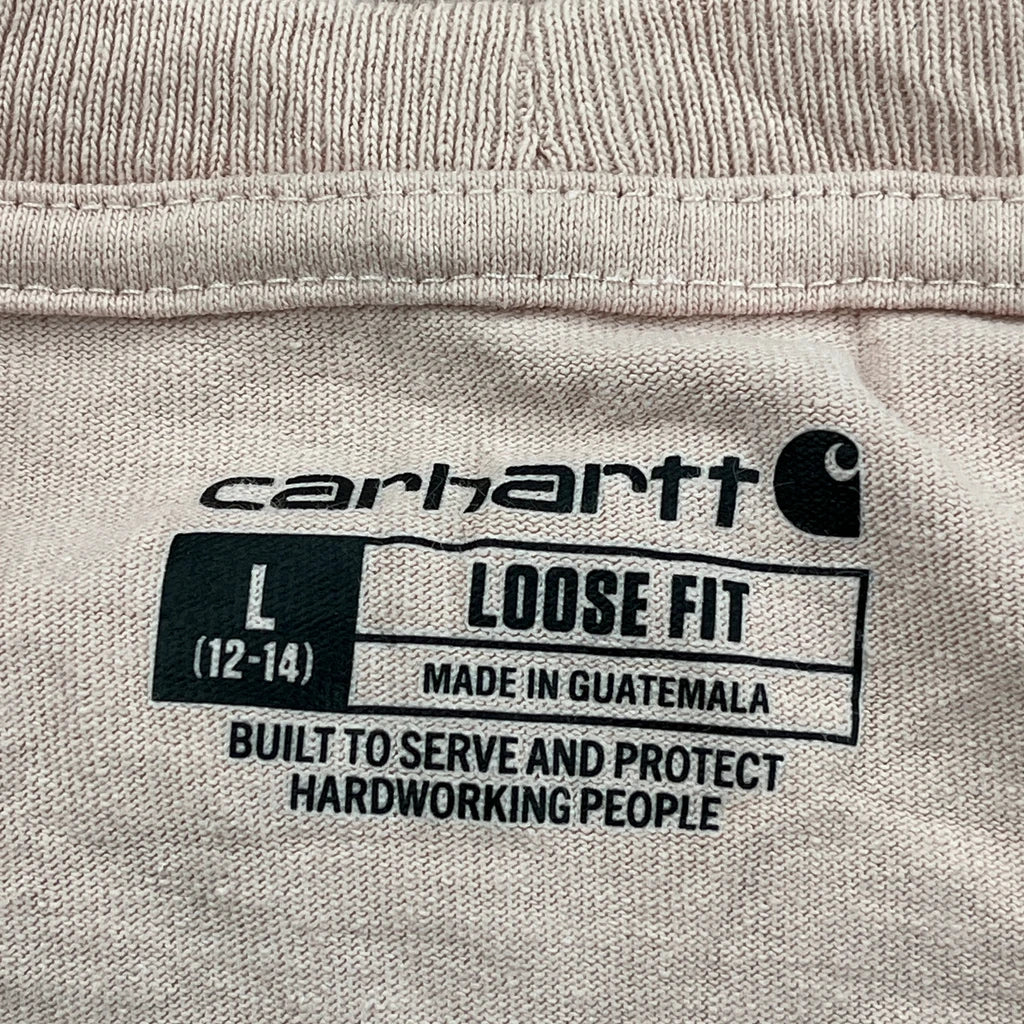 carhartt
L
(12-14)
LOOSE FIT
MADE IN GUATEMALA
BUILT TO SERVE AND PROTECT
HARDWORKING PEOPLE